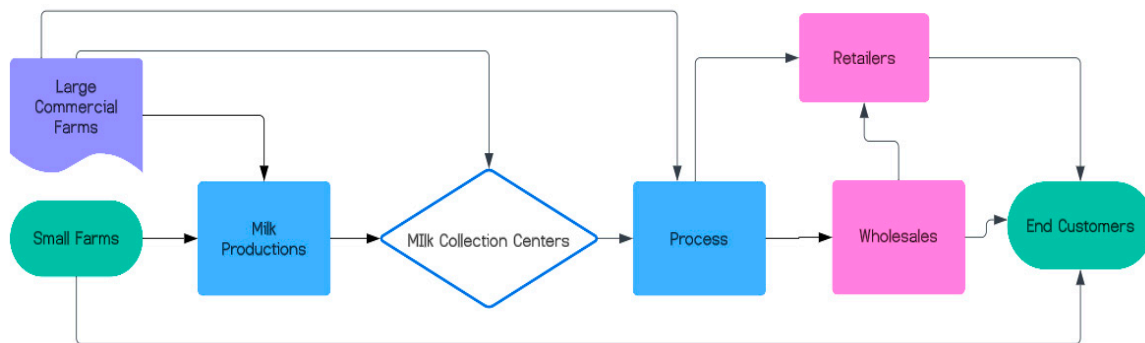 Large
Commercial
Farms
Retailers
Small Farms
Milk
Productions
MIlk Collection Centers
Process
Wholesales
End Customers